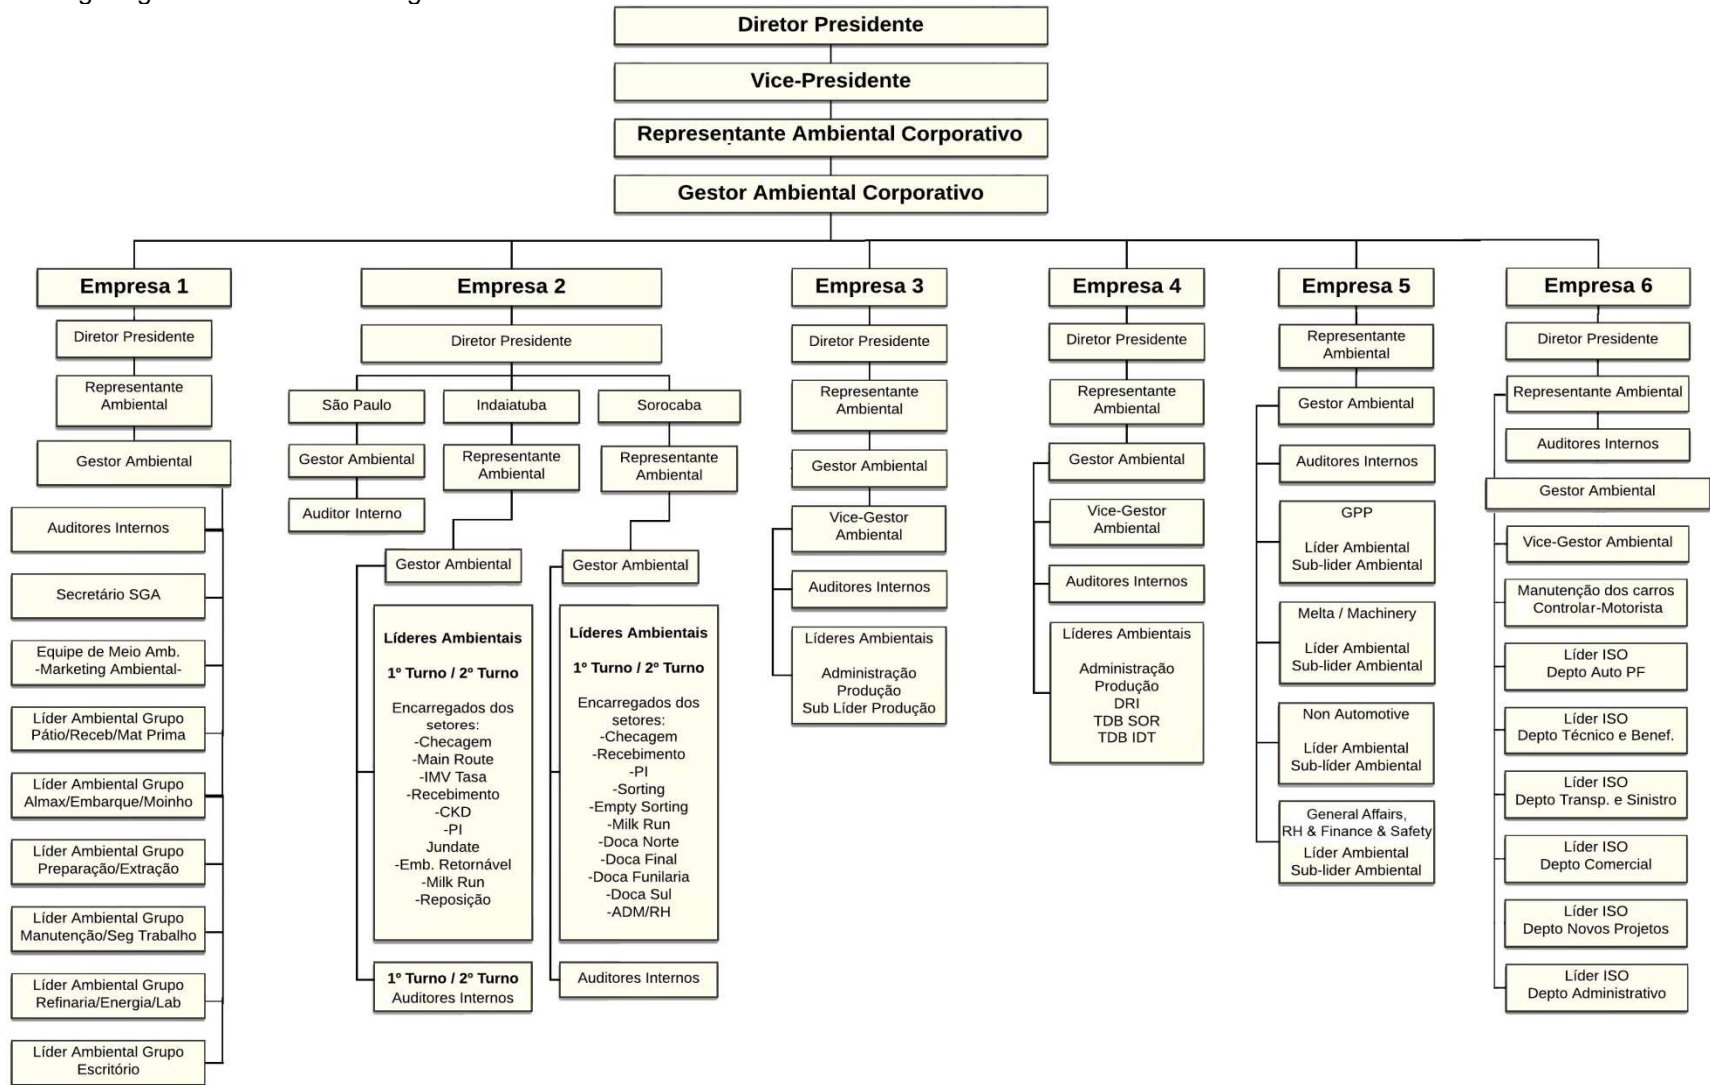 Diretor Presidente
Vice-Presidente
Representante Ambiental Corporativo
Gestor Ambiental Corporativo
Empresa 1
Diretor Presidente
Representante
Ambiental
Gestor Ambiental
Auditores Internos
Secretário SGA
Equipe de Meio Amb.
-Marketing Ambiental-
Líder Ambiental Grupo
Pátio/Receb/Mat Prima
Líder Ambiental Grupo
Almax/Embarque/Moinho
Líder Ambiental Grupo
Preparação/Extração
Líder Ambiental Grupo
Manutenção/Seg Trabalho
Líder Ambiental Grupo
Refinaria/Energia/Lab
Líder Ambiental Grupo
Escritório
Empresa 2
Diretor Presidente
São Paulo
Gestor Ambiental
Auditor Interno
Indaiatuba
Representante
Ambiental
Gestor Ambiental
Líderes Ambientais
1º Turno / 2º Turno
Encarregados dos
setores:
-Checagem
-Main Route
-IMV Tasa
-Recebimento
-CKD
-PI
Jundate
-Emb. Retornável
-Milk Run
-Reposição
1º Turno / 2º Turno
Auditores Internos
Sorocaba
Representante
Ambiental
Gestor Ambiental
Líderes Ambientais
1º Turno / 2º Turno
Encarregados dos
setores:
-Checagem
-Recebimento
-PI
-Sorting
-Empty Sorting
-Milk Run
-Doca Norte
-Doca Final
-Doca Funilaria
-Doca Sul
-ADM/RH
Auditores Internos
Empresa 3
Diretor Presidente
Representante
Ambiental
Gestor Ambiental
Vice-Gestor
Ambiental
Auditores Internos
Líderes Ambientais
Administração
Produção
Sub Líder Produção
Empresa 4
Diretor Presidente
Representante
Ambiental
Gestor Ambiental
Vice-Gestor
Ambiental
Auditores Internos
Líderes Ambientais
Administração
Produção
DRI
TDB SOR
TDB IDT
Empresa 5
Representante
Ambiental
Gestor Ambiental
Auditores Internos
GPP
Líder Ambiental
Sub-lider Ambiental
Melta / Machinery
Líder Ambiental
Sub-lider Ambiental
Non Automotive
Líder Ambiental
Sub-líder Ambiental
General Affairs,
RH & Finance & Safety
Líder Ambiental
Sub-lider Ambiental
Empresa 6
Diretor Presidente
Representante Ambiental
Auditores Internos
Gestor Ambiental
Vice-Gestor Ambiental
Manutenção dos carros
Controlar-Motorista
Líder ISO
Depto Auto PF
Líder ISO
Depto Técnico e Benef.
Líder ISO
Depto Transp. e Sinistro
Líder ISO
Depto Comercial
Líder ISO
Depto Novos Projetos
Líder ISO
Depto Administrativo